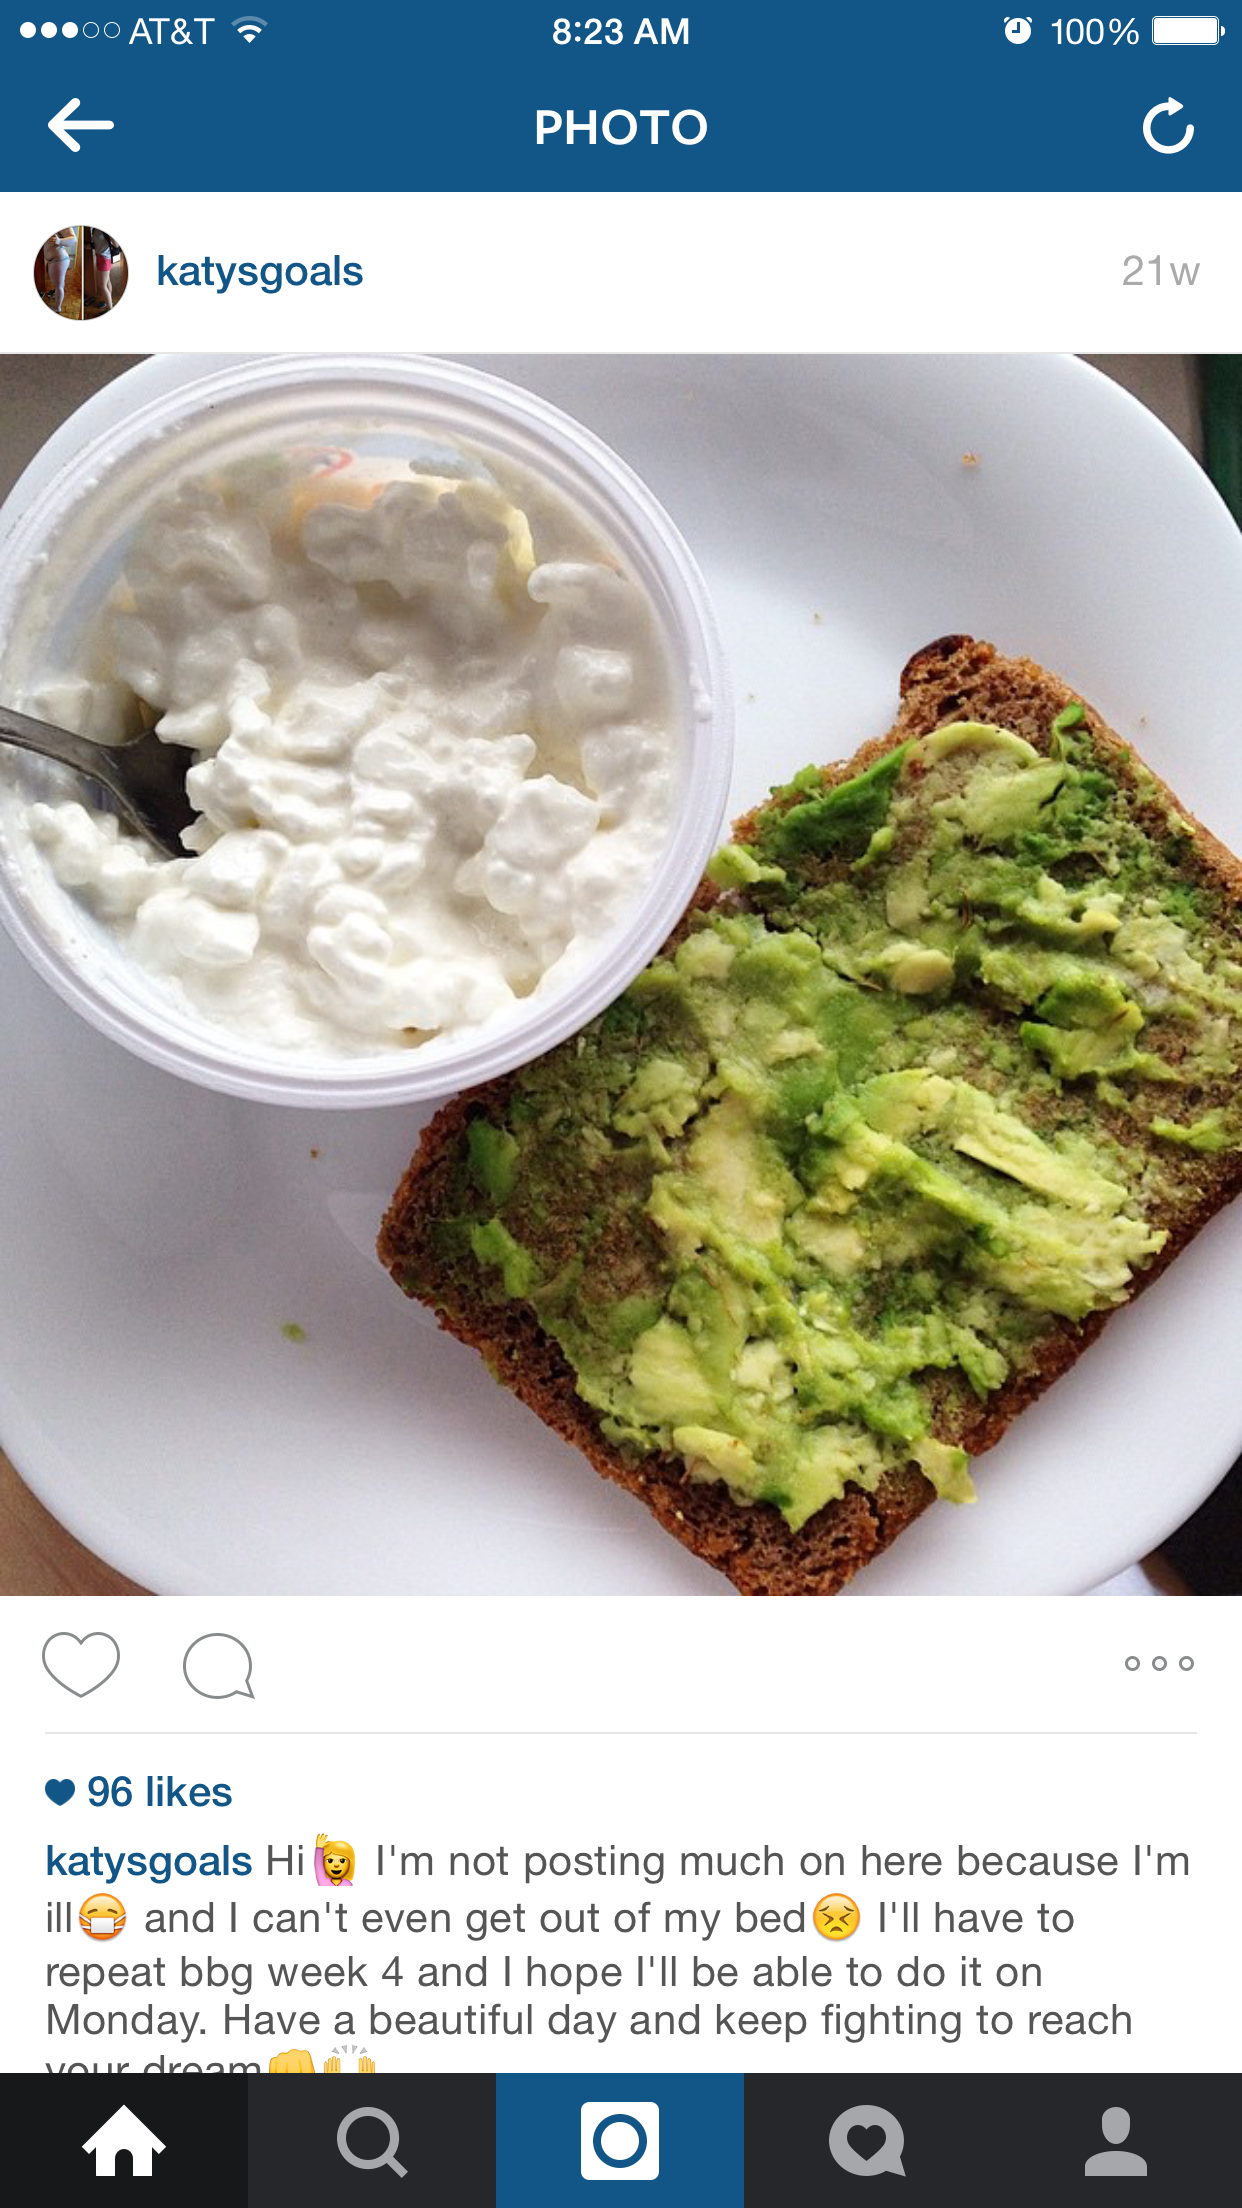 AT&T 8:23 AM 100%
PHOTO
katysgoals 21w
96 likes
katysgoals Hi🙋 I'm not posting much on here because I'm
ill😷 and I can't even get out of my bed😣 I'll have to
repeat bbg week 4 and I hope I'll be able to do it on
Monday. Have a beautiful day and keep fighting to reach
your dream👊🙌